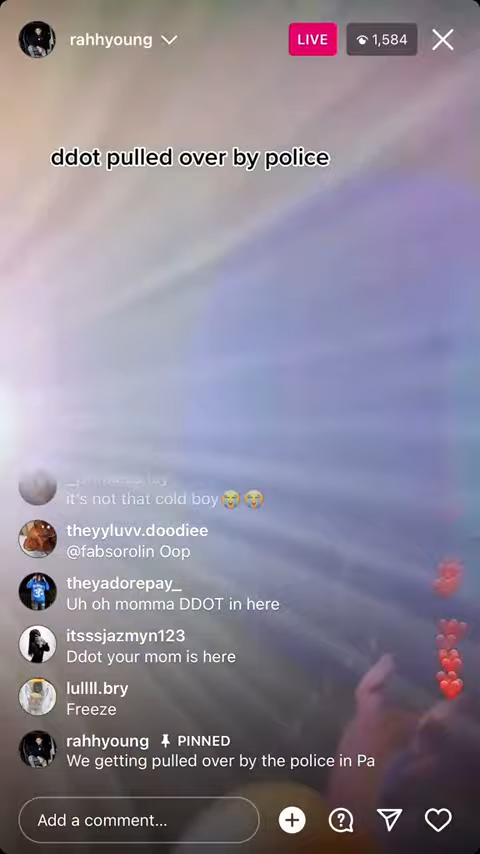 rahhyoung
LIVE
1,584
ddot pulled over by police
it's not that cold boy😭😭
theyyluvv.doodiee
@fabsorolin Oop
theyadorepay_
Uh oh momma DDOT in here
itsssjazmyn123
Ddot your mom is here
lullll.bry
Freeze
rahhyoung PINNED
We getting pulled over by the police in Pa
Add a comment...